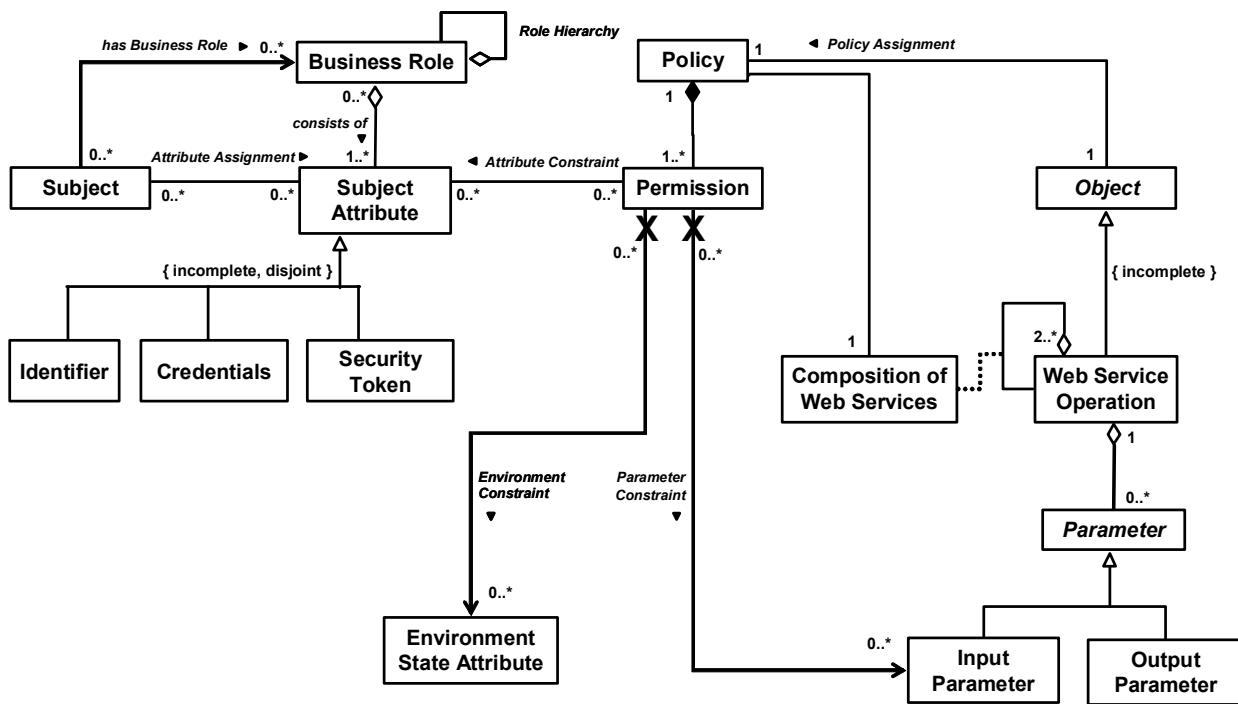 has Business Role ► 0..*
Role Hierarchy
Business Role
1 ◄ Policy Assignment
Policy
0..*
1
consists of
▼
0..*
Attribute Assignment ►
1..*
◄ Attribute Constraint
1..*
1
Subject
0..*
0..*
Subject
Attribute
0..*
0..*
Permission
Object
X
X
0..*
0..*
{ incomplete, disjoint }
{ incomplete }
Identifier
Credentials
Security
Token
1
2..*
Composition of
Web Services
Web Service
Operation
1
Environment
Constraint
▼
Parameter
Constraint
▼
0..*
Parameter
0..*
Environment
State Attribute
0..*
Input
Parameter
Output
Parameter